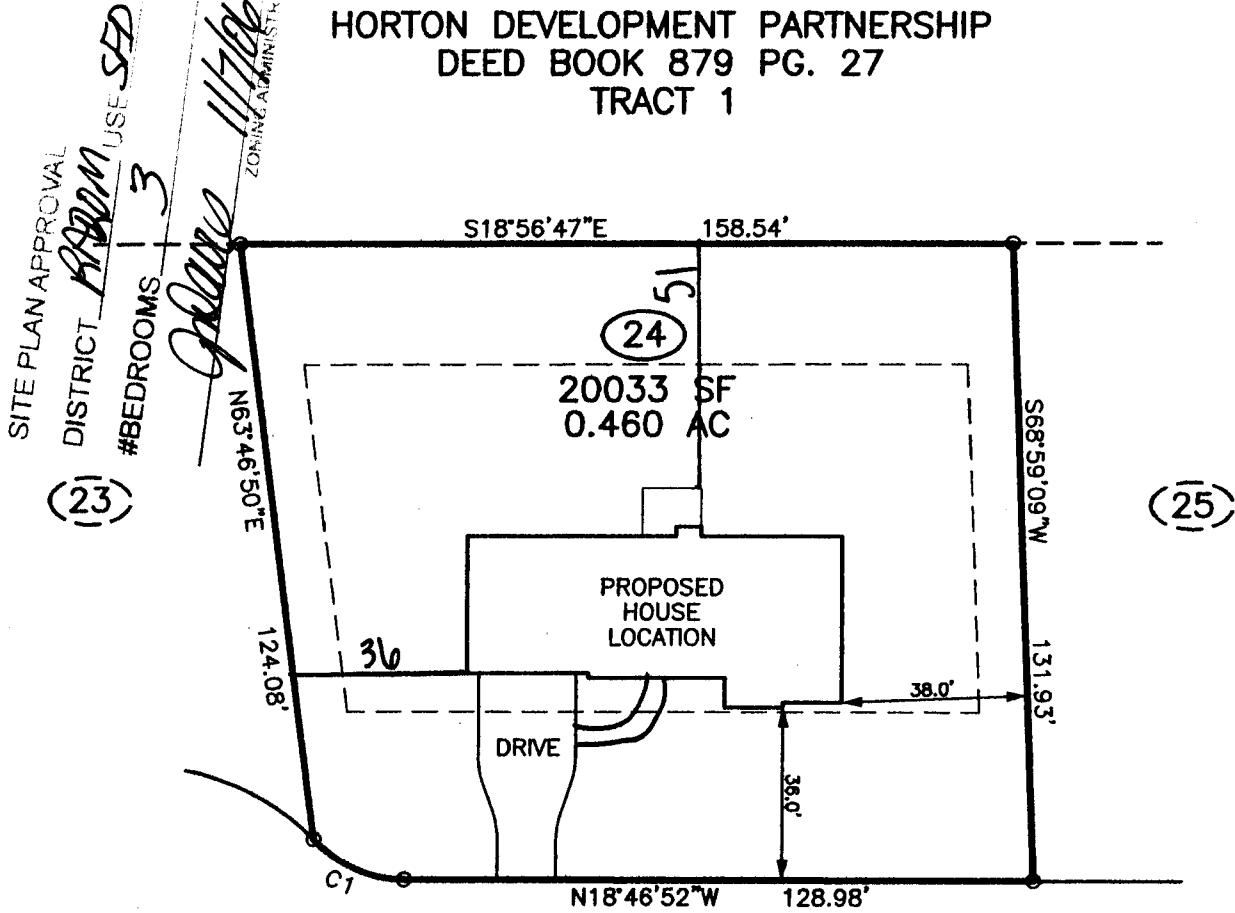 HORTON DEVELOPMENT PARTNERSHIP
DEED BOOK 879 PG. 27
TRACT 1
SITE PLAN APPROVAL
DISTRICT USE SFD
#BEDROOMS 3
11/7/06
ZONING ADMINISTR
S18°56'47"E 158.54'
51
24
20033 SF
0.460 AC
N63°46'50"E
124.08'
S68°59'09"W
131.93'
23
25
PROPOSED
HOUSE
LOCATION
36
38.0'
DRIVE
36.0'
C1
N18°46'52"W 128.98'